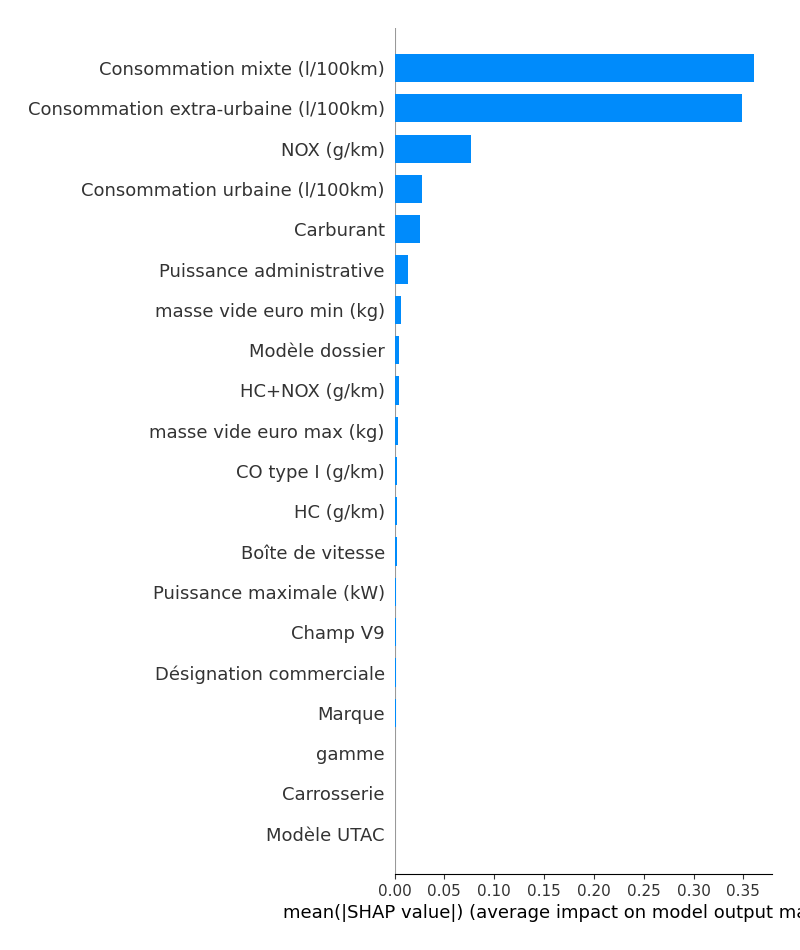 Consommation mixte (l/100km)
Consommation extra-urbaine (l/100km)
NOX (g/km)
Consommation urbaine (l/100km)
Carburant
Puissance administrative
masse vide euro min (kg)
Modèle dossier
HC+NOX (g/km)
masse vide euro max (kg)
CO type I (g/km)
HC (g/km)
Boîte de vitesse
Puissance maximale (kW)
Champ V9
Désignation commerciale
Marque
gamme
Carrosserie
Modèle UTAC
0.00 0.05 0.10 0.15 0.20 0.25 0.30 0.35
mean(|SHAP value|) (average impact on model output ma